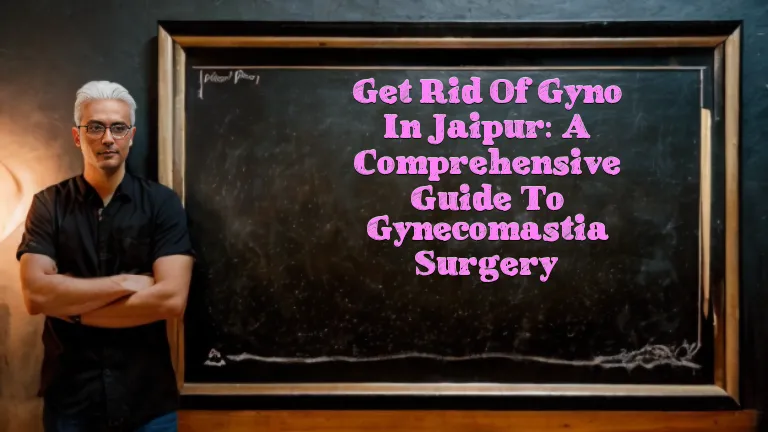 Get Rid Of Gyno
In Jaipur: A
Comprehensive
Guide To
Gynecomastia
Surgery